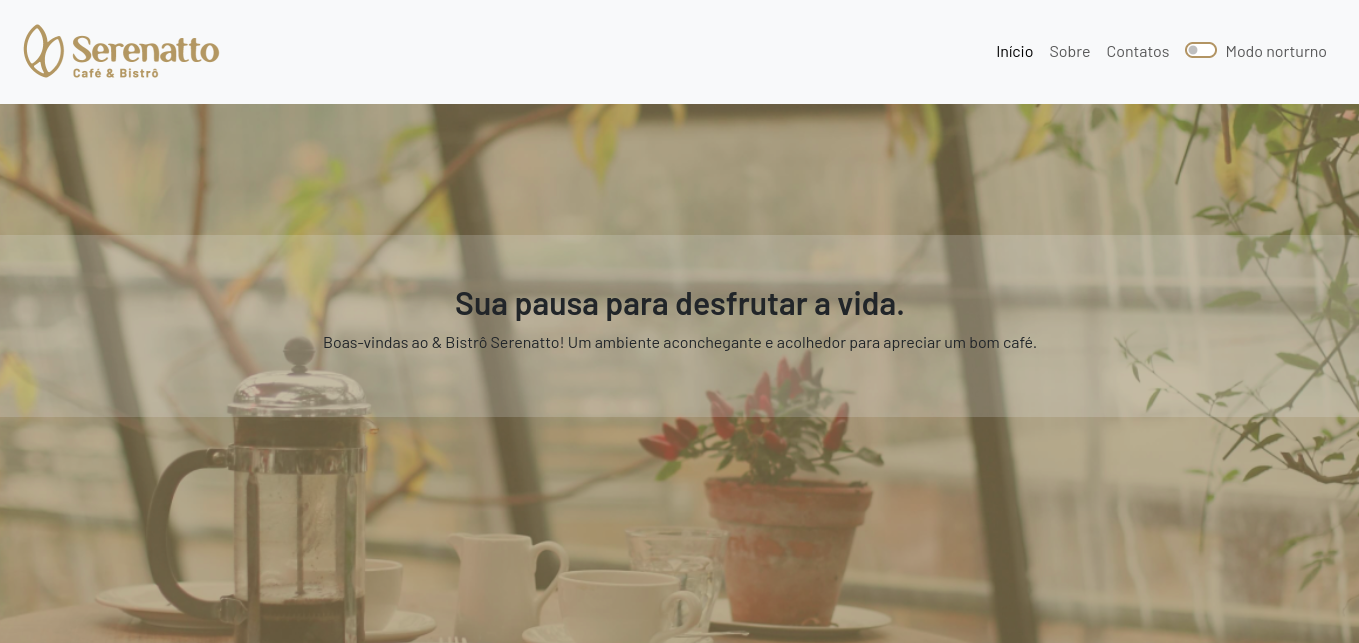 Serenatto
Café & Bistrô
Início Sobre Contatos Modo norturno
Sua pausa para desfrutar a vida.
Boas-vindas ao & Bistrô Serenatto! Um ambiente aconchegante e acolhedor para apreciar um bom café.